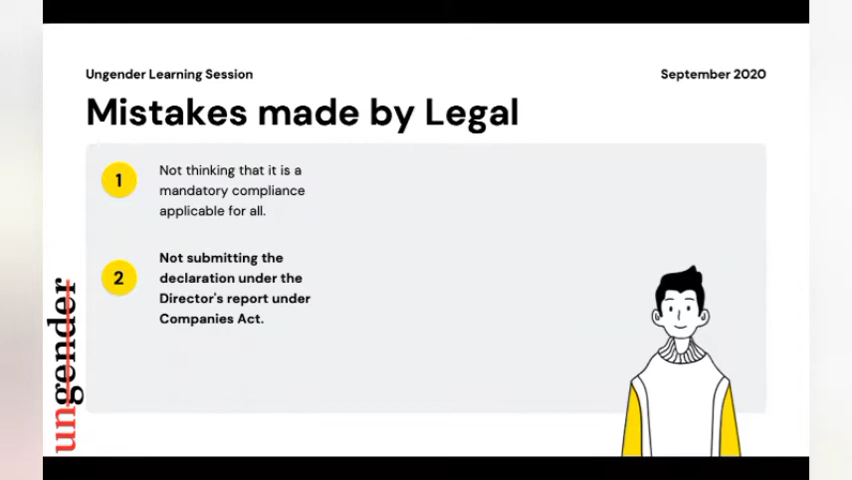 Ungender Learning Session
September 2020
Mistakes made by Legal
1
Not thinking that it is a
mandatory compliance
applicable for all.
2
Not submitting the
declaration under the
Director's report under
Companies Act.
ungender